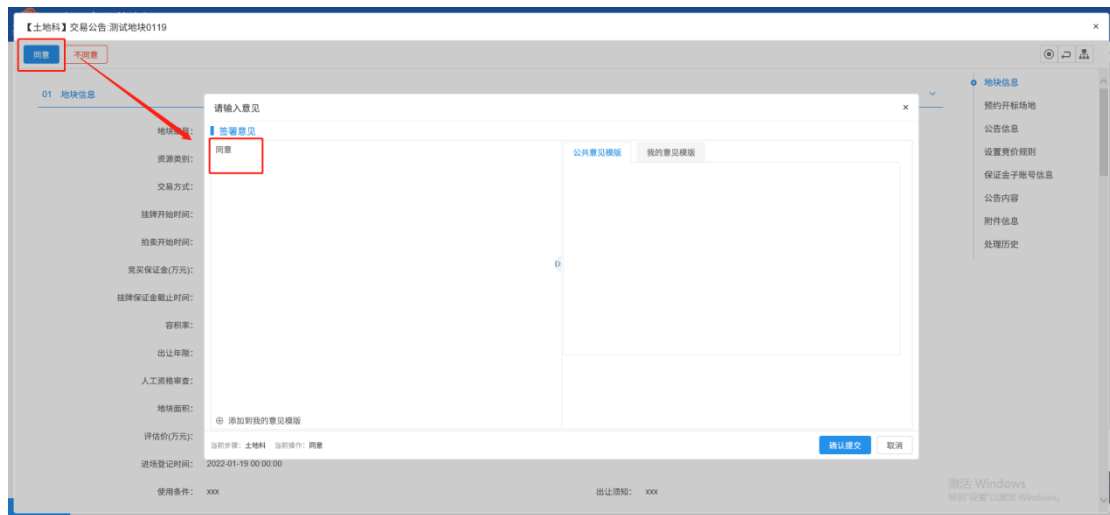 【土地科】交易公告:测试地块0119
同意 不同意
01 地块信息
地块信息
预约开标场地
公告信息
设置竞价规则
保证金子账号信息
公告内容
附件信息
处理历史
请输入意见
签署意见
同意
公共意见模版 我的意见模版
资源类别:
交易方式:
挂牌开始时间:
拍卖开始时间:
竞买保证金(万元):
挂牌保证金截止时间:
容积率:
出让年限:
人工资格审查:
地块面积:
评估价(万元):
添加到我的意见模版
当前步骤: 土地科 当前操作: 同意
确认提交 取消
进场登记时间: 2022-01-19 00:00:00
使用条件: xxx 出让须知: xxx
激活 Windows
转到"设置"以激活 Windows。